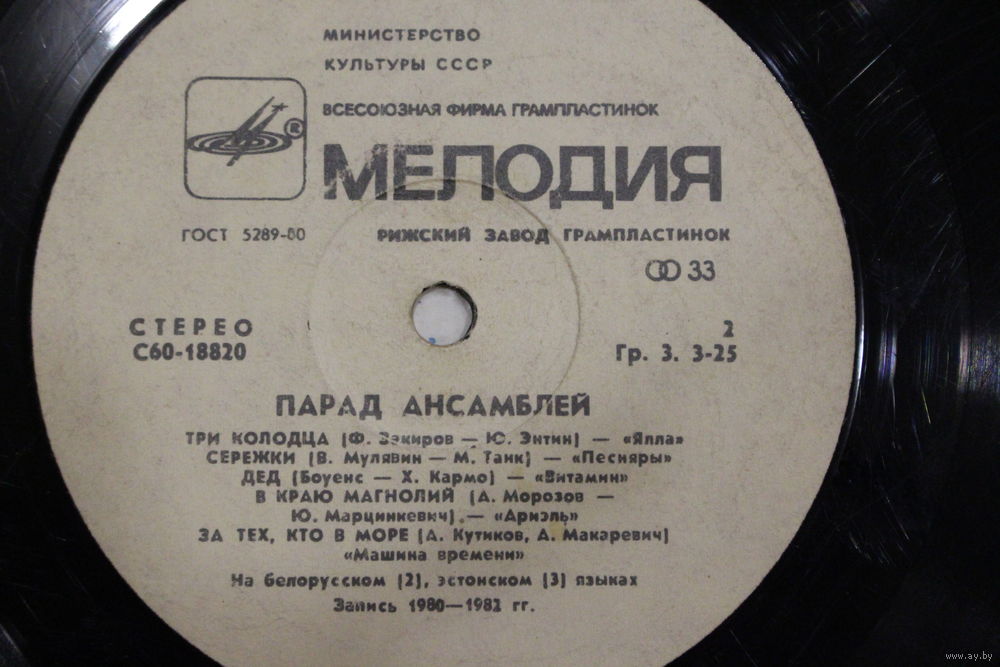 МИНИСТЕРСТВО
КУЛЬТУРЫ СССР
ВСЕСОЮЗНАЯ ФИРМА ГРАМПЛАСТИНОК
®
МЕЛОДИЯ
ГОСТ 5289-80
РИЖСКИЙ ЗАВОД ГРАМПЛАСТИНОК
33
СТЕРЕО
2
С60-18820
Гр. 3. 3-25
ПАРАД АНСАМБЛЕЙ
ТРИ КОЛОДЦА (Ф. Закиров — Ю. Энтин) — «Ялла»
СЕРЕЖКИ (В. Мулявин — М. Танк) — «Песняры»
ДЕД (Боуенс — Х. Кармо) — «Витамин»
В КРАЮ МАГНОЛИЙ (А. Морозов —
Ю. Марцинкевич) — «Ариэль»
ЗА ТЕХ, КТО В МОРЕ (А. Кутиков, А. Макаревич)
«Машина времени»
На белорусском (2), эстонском (3) языках
Запись 1980—1982 гг.
www.ay.by